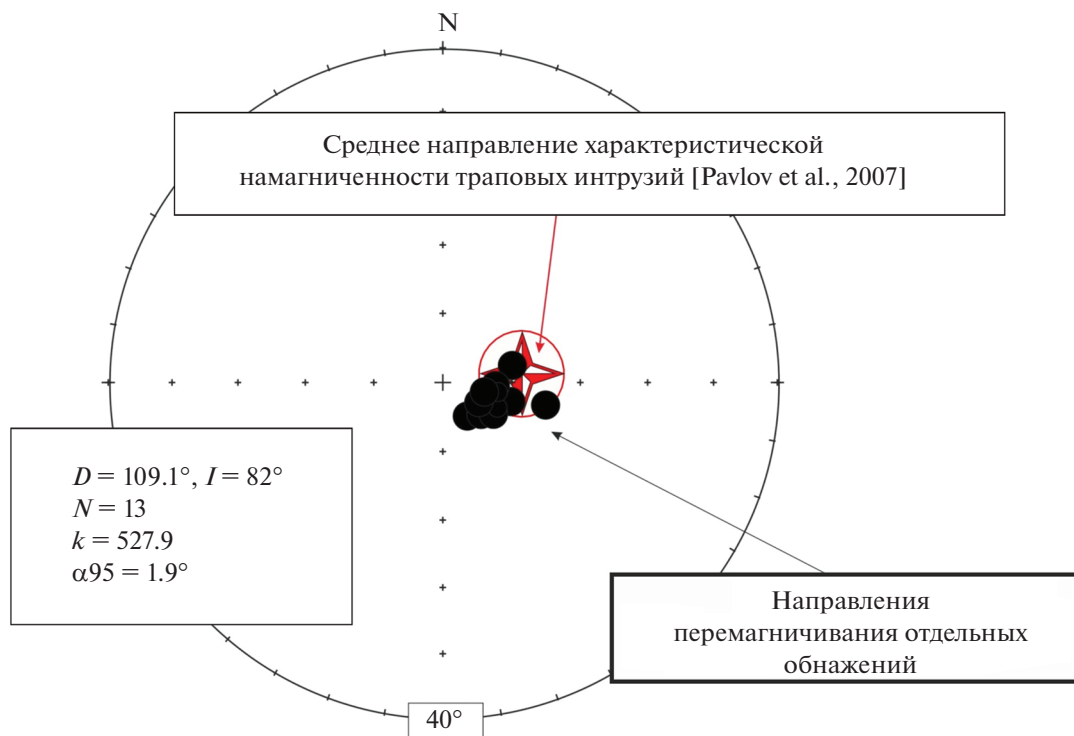 N
Среднее направление характеристической
намагниченности траповых интрузий [Pavlov et al., 2007]
D = 109.1°, I = 82°
N = 13
k = 527.9
α95 = 1.9°
Направления
перемагничивания отдельных
обнажений
40°